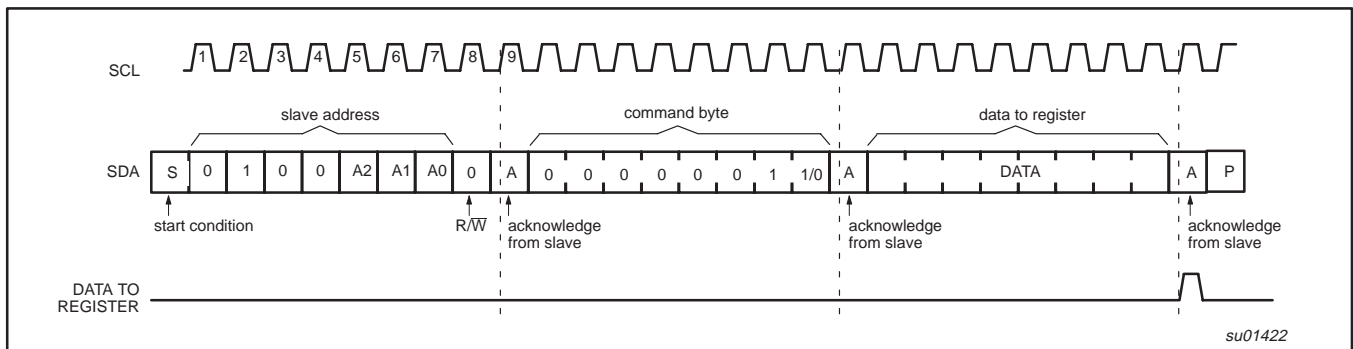 SCL 1 2 3 4 5 6 7 8 9
slave address command byte data to register
SDA S 0 1 0 0 A2 A1 A0 0 A 0 0 0 0 0 0 1 1/0 A DATA A P
start condition R/W̅ acknowledge from slave acknowledge from slave acknowledge from slave
DATA TO
REGISTER
su01422